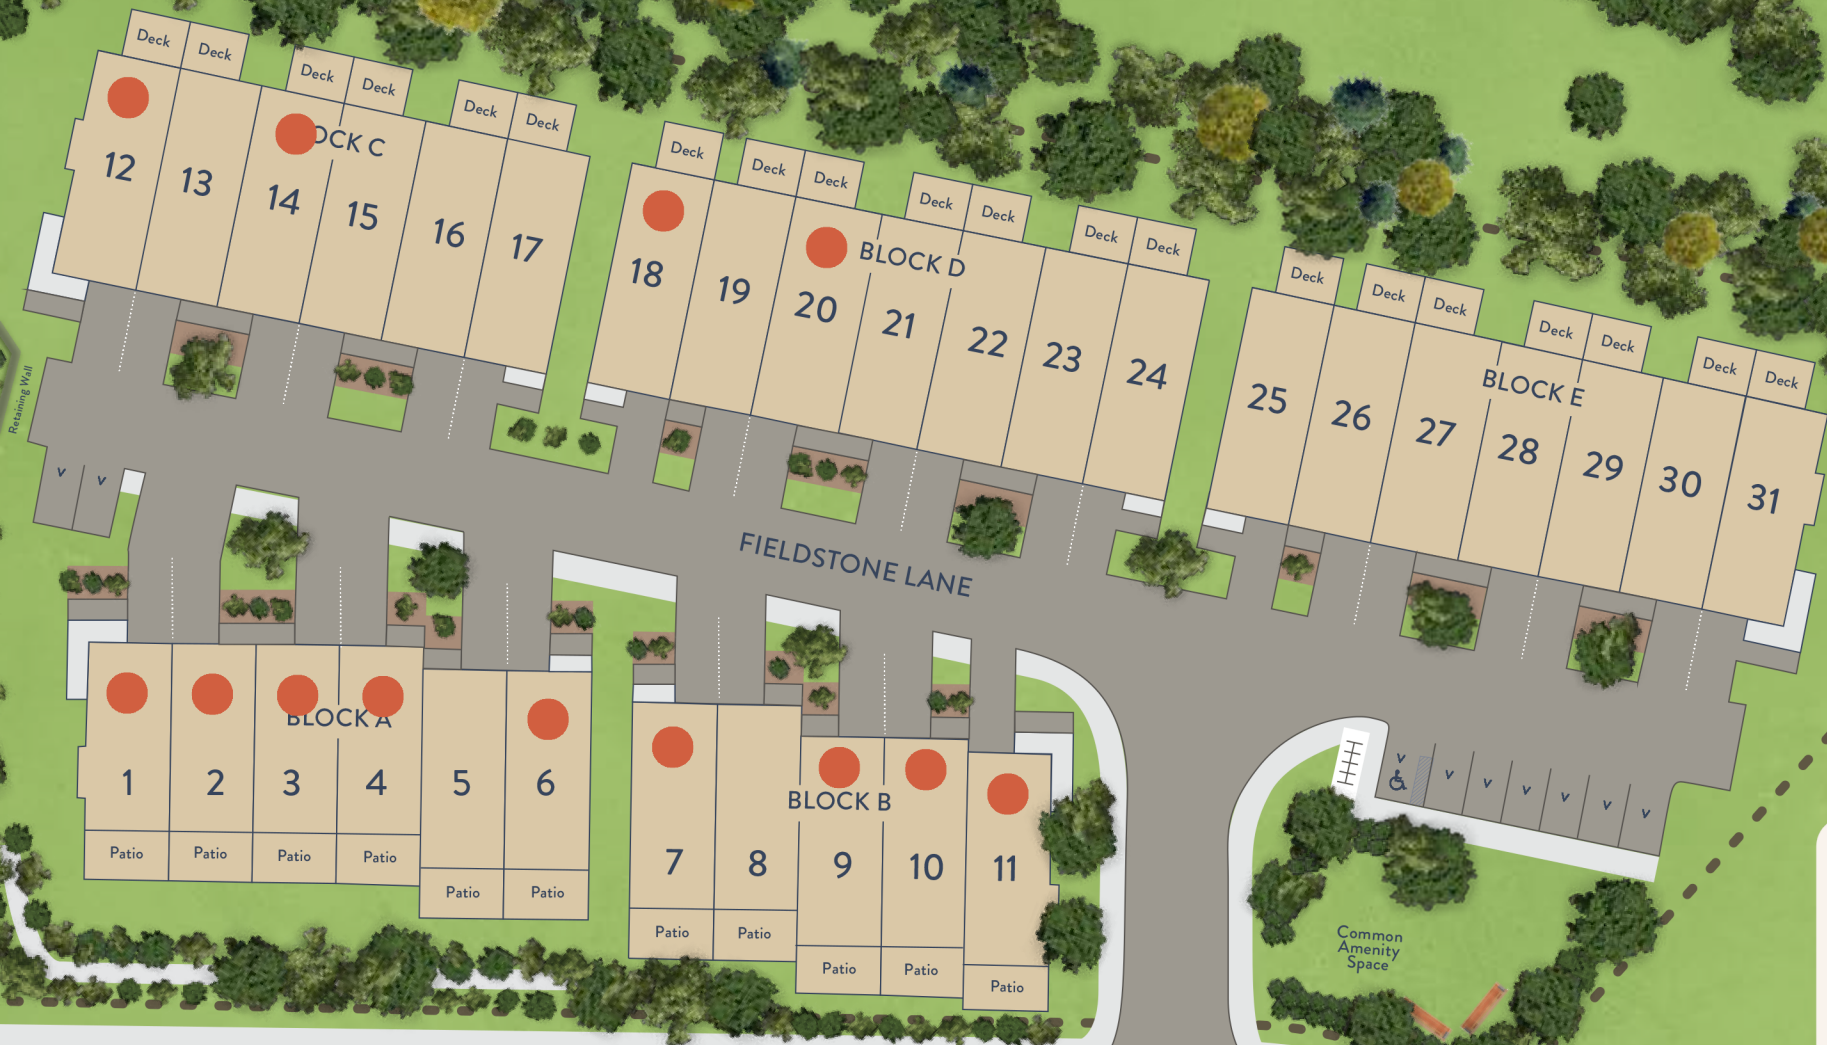 Deck
Deck
Deck
Deck
Deck
Deck
OCK C
12
13
14
15
16
17
Deck
Deck
Deck
Deck
Deck
Deck
Deck
BLOCK D
18
19
20
21
22
23
24
Deck
Deck
Deck
Deck
Deck
Deck
Deck
BLOCK E
25
26
27
28
29
30
31
Retaining Wall
V
V
FIELDSTONE LANE
BLOCK A
1
2
3
4
5
6
Patio
Patio
Patio
Patio
Patio
Patio
BLOCK B
7
8
9
10
11
Patio
Patio
Patio
Patio
Patio
V
V
V
V
V
V
V
Common
Amenity
Space